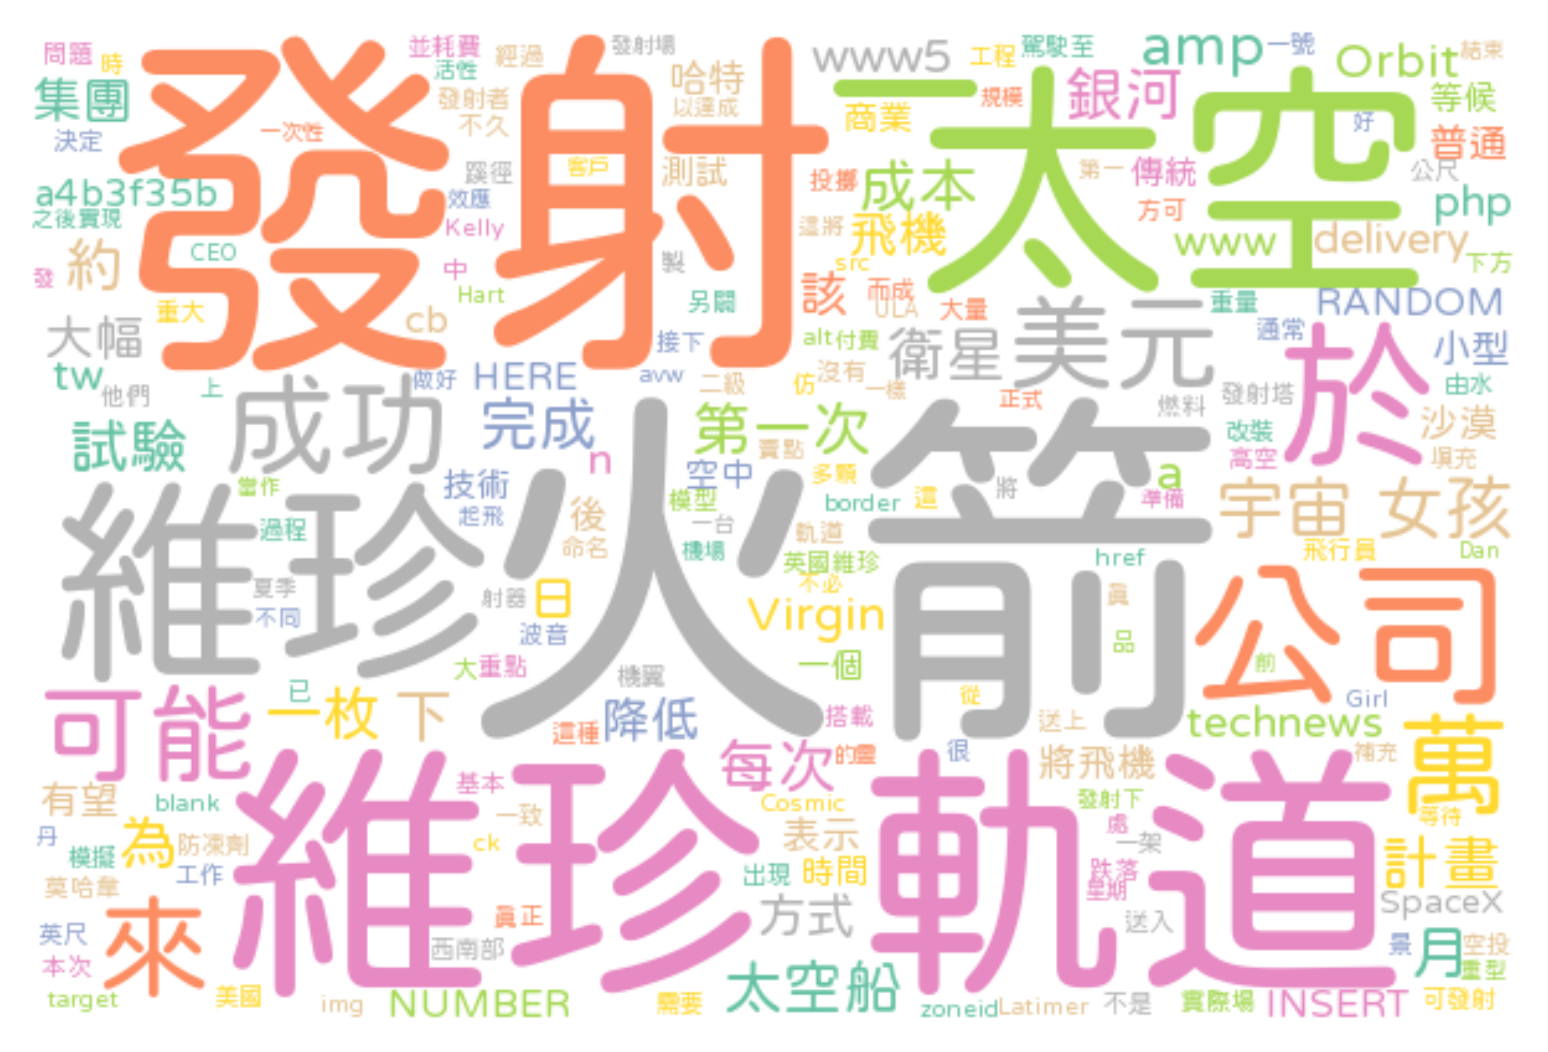 問題 時 並耗費 經過 發射場 www5 工程 駕駛至 amp 一號 Orbit 結束
集團 發射 活性 哈特 一 太空 規模 銀河 等候
決定 一次性 發射者 不久 以達成 商業 好 普通
a4b3f35b 蹊徑 客戶 測試 投擲 成本 第一 傳統 公尺
之後實現 效應 Kelly 這將 飛機 方可 www delivery php
約 CEO 中 製 src 下方
發 重大 Hart 另闢 該 而成 大量 重量 RANDOM
大幅 cb 接下 alt 付費 ULA 衛星 美元 通常 於 小型
tw 他們 上 做好 HERE avw 二級 仿 沒有 一樣 正式 燃料 發射塔 由水
試驗 成功 完成 第一次 賣點 改裝 沙漠
當作 技術 n 空中 多顆 火箭 將 a 高空 填充
維珍 過程 起飛 後 模型 一台 border 這 準備 宇宙 女孩
命名 機場 軌道 英國維珍 href 飛行員 Dan
夏季 不同 射器 日 波音 不必 Virgin 真 公司
大 重點 機翼 一個 品 前
已 可能 一枚 下 這種 降低 搭載 從 送上 technews Girl
有望 blank 基本 每次 的靈 很 將飛機 補充 萬
丹 為 防凍劑 一致 Cosmic 維珍軌道 發射下 等待
模擬 工作 ck 表示 處 一架 計畫
莫哈韋 出現 時間 跌落 星期 SpaceX
英尺 來 真正 方式 送入 景 月 空投
本次 西南部 太空船 重型
target 美國 img NUMBER 需要 zoneid Latimer 不是 實際場 INSERT 可發射